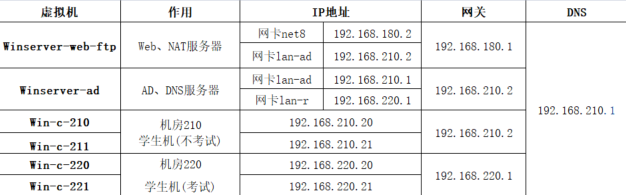 虚拟机 作用 IP地址 网关 DNS
Winserver-web-ftp Web、NAT服务器 网卡net8 192.168.180.2 192.168.180.1
网卡lan-ad 192.168.210.2
Winserver-ad AD、DNS服务器 网卡lan-ad 192.168.210.1 192.168.210.2
网卡lan-r 192.168.220.1
192.168.210.1
Win-c-210 机房210 192.168.210.20 192.168.210.2
Win-c-211 学生机(不考试) 192.168.210.21
Win-c-220 机房220 192.168.220.20 192.168.220.1
Win-c-221 学生机(考试) 192.168.220.21